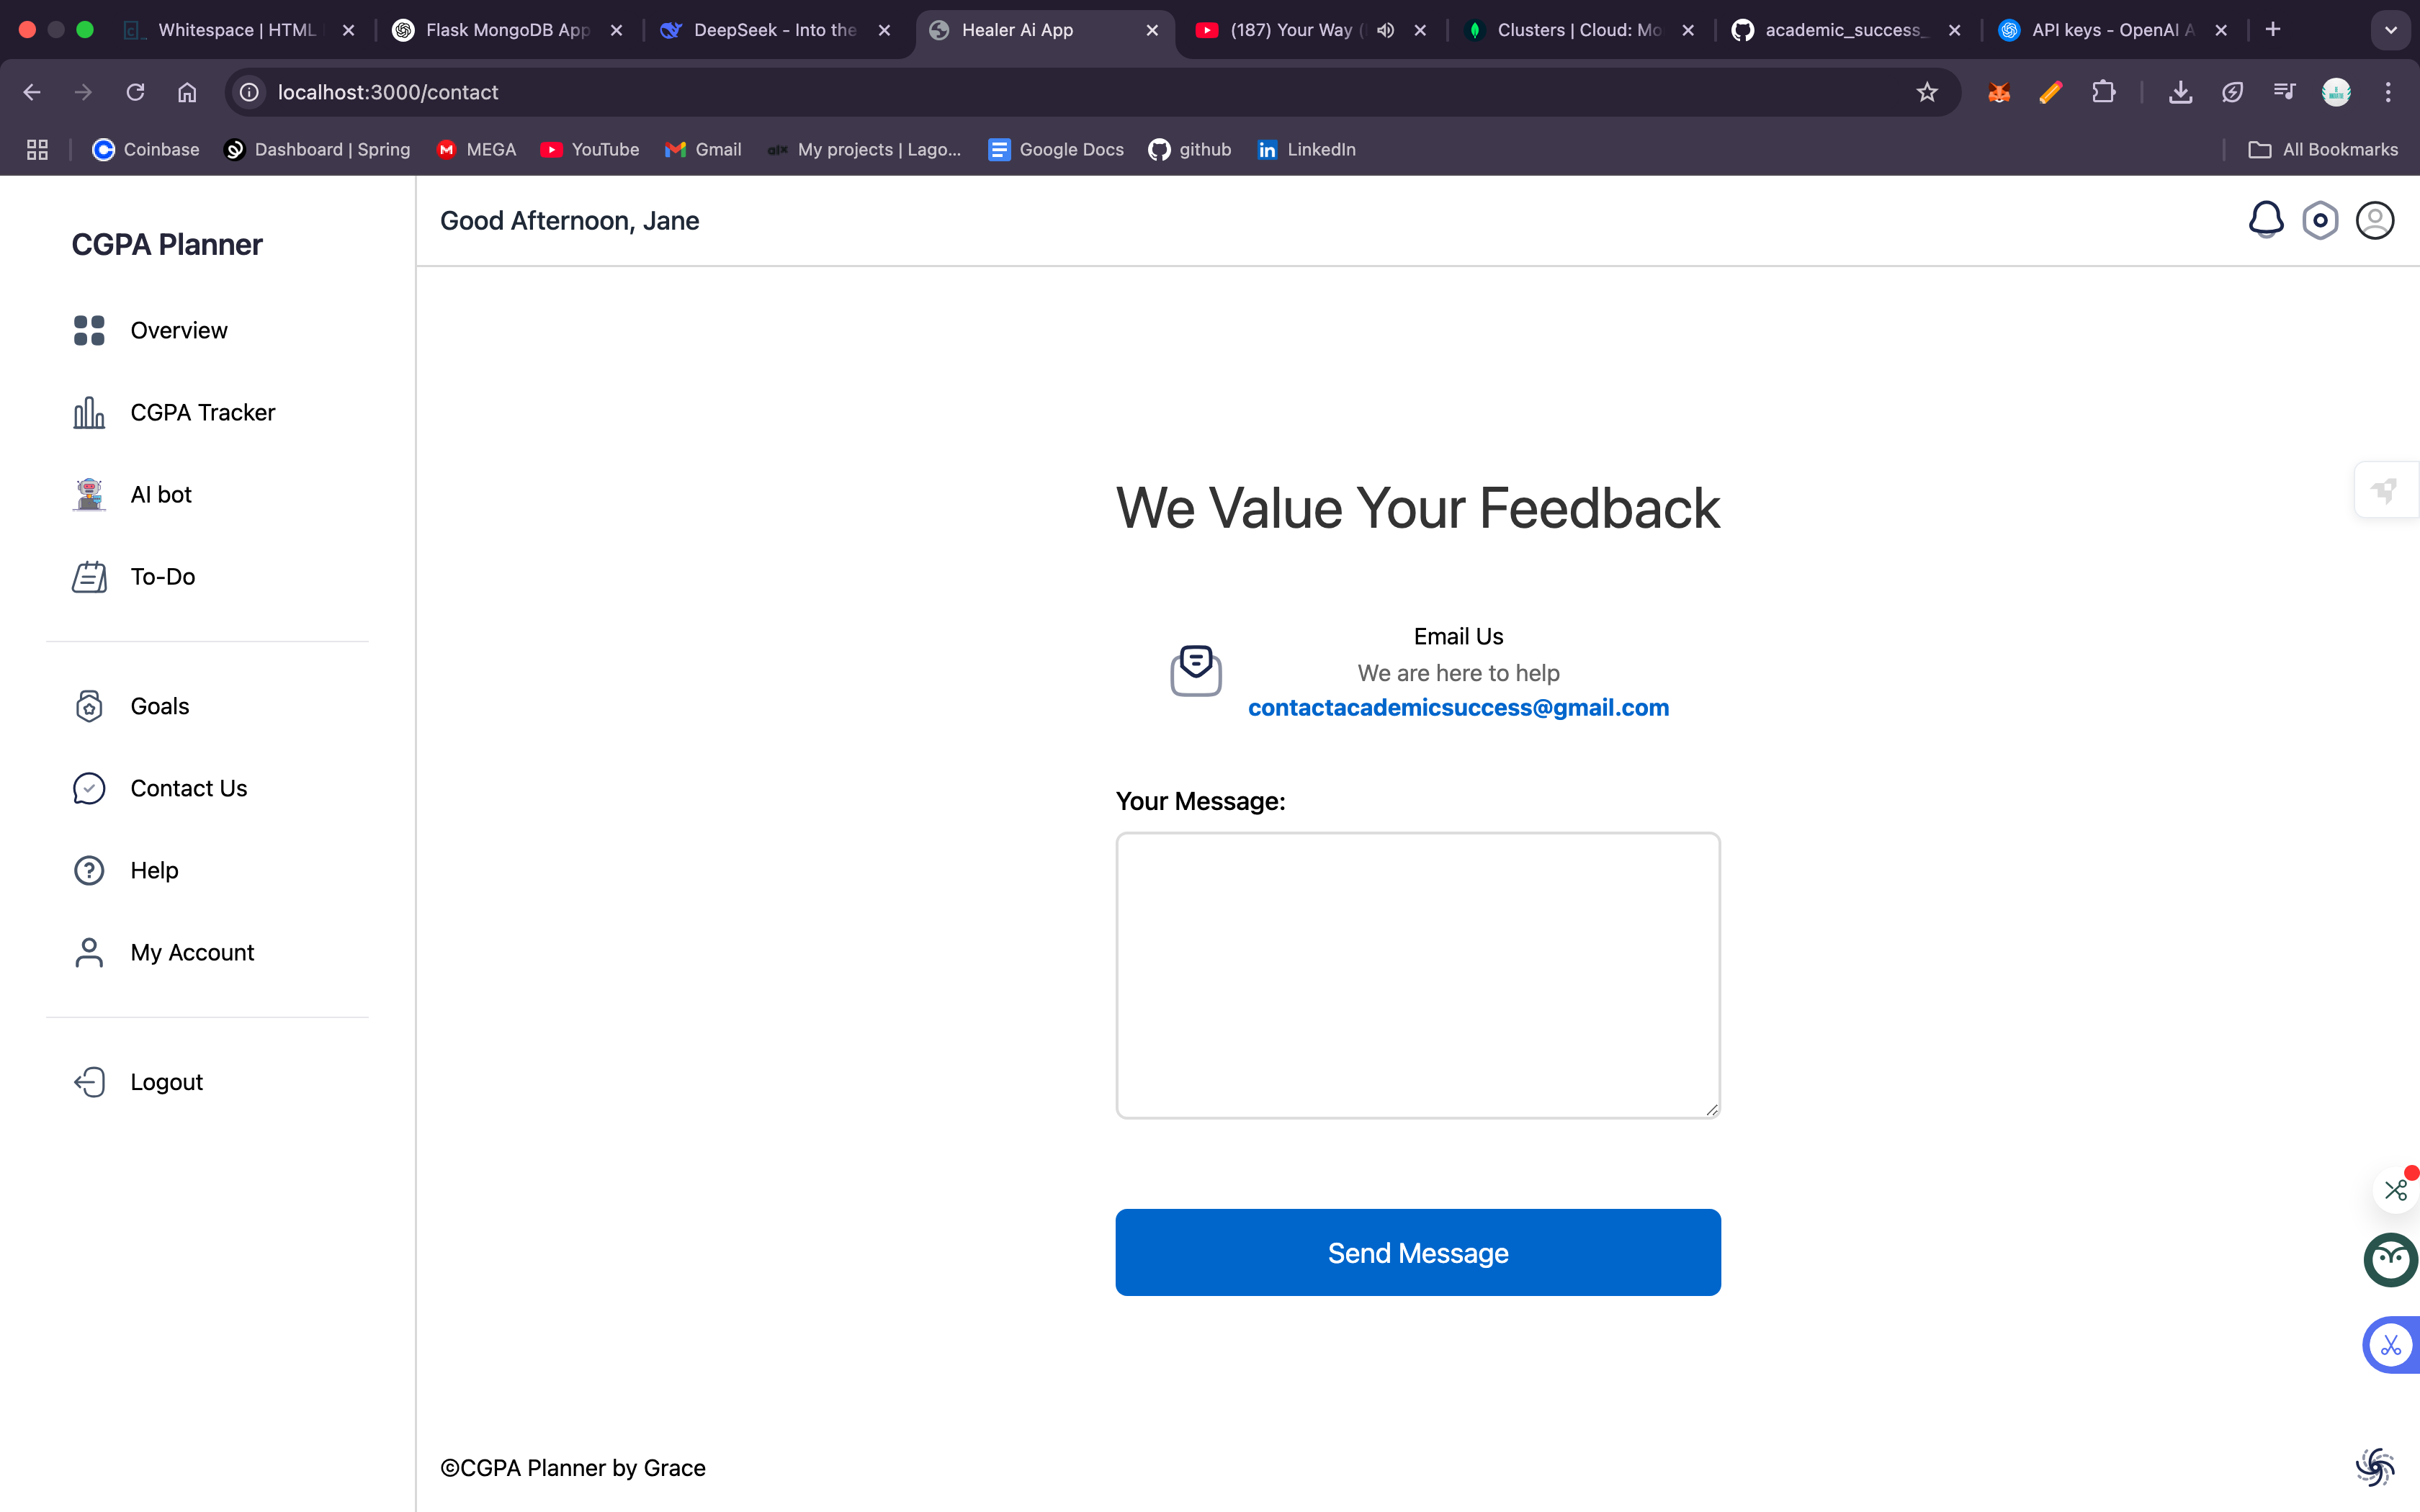 Whitespace | HTML
Flask MongoDB App
DeepSeek - Into the
Healer Ai App
(187) Your Way (
Clusters | Cloud: Mo
academic_success_
API keys - OpenAI A
localhost:3000/contact
Coinbase
Dashboard | Spring
MEGA
YouTube
Gmail
My projects | Lago...
Google Docs
github
LinkedIn
All Bookmarks
CGPA Planner
Overview
CGPA Tracker
AI bot
To-Do
Goals
Contact Us
Help
My Account
Logout
Good Afternoon, Jane
We Value Your Feedback
Email Us
We are here to help
contactacademicsuccess@gmail.com
Your Message:
Send Message
©CGPA Planner by Grace